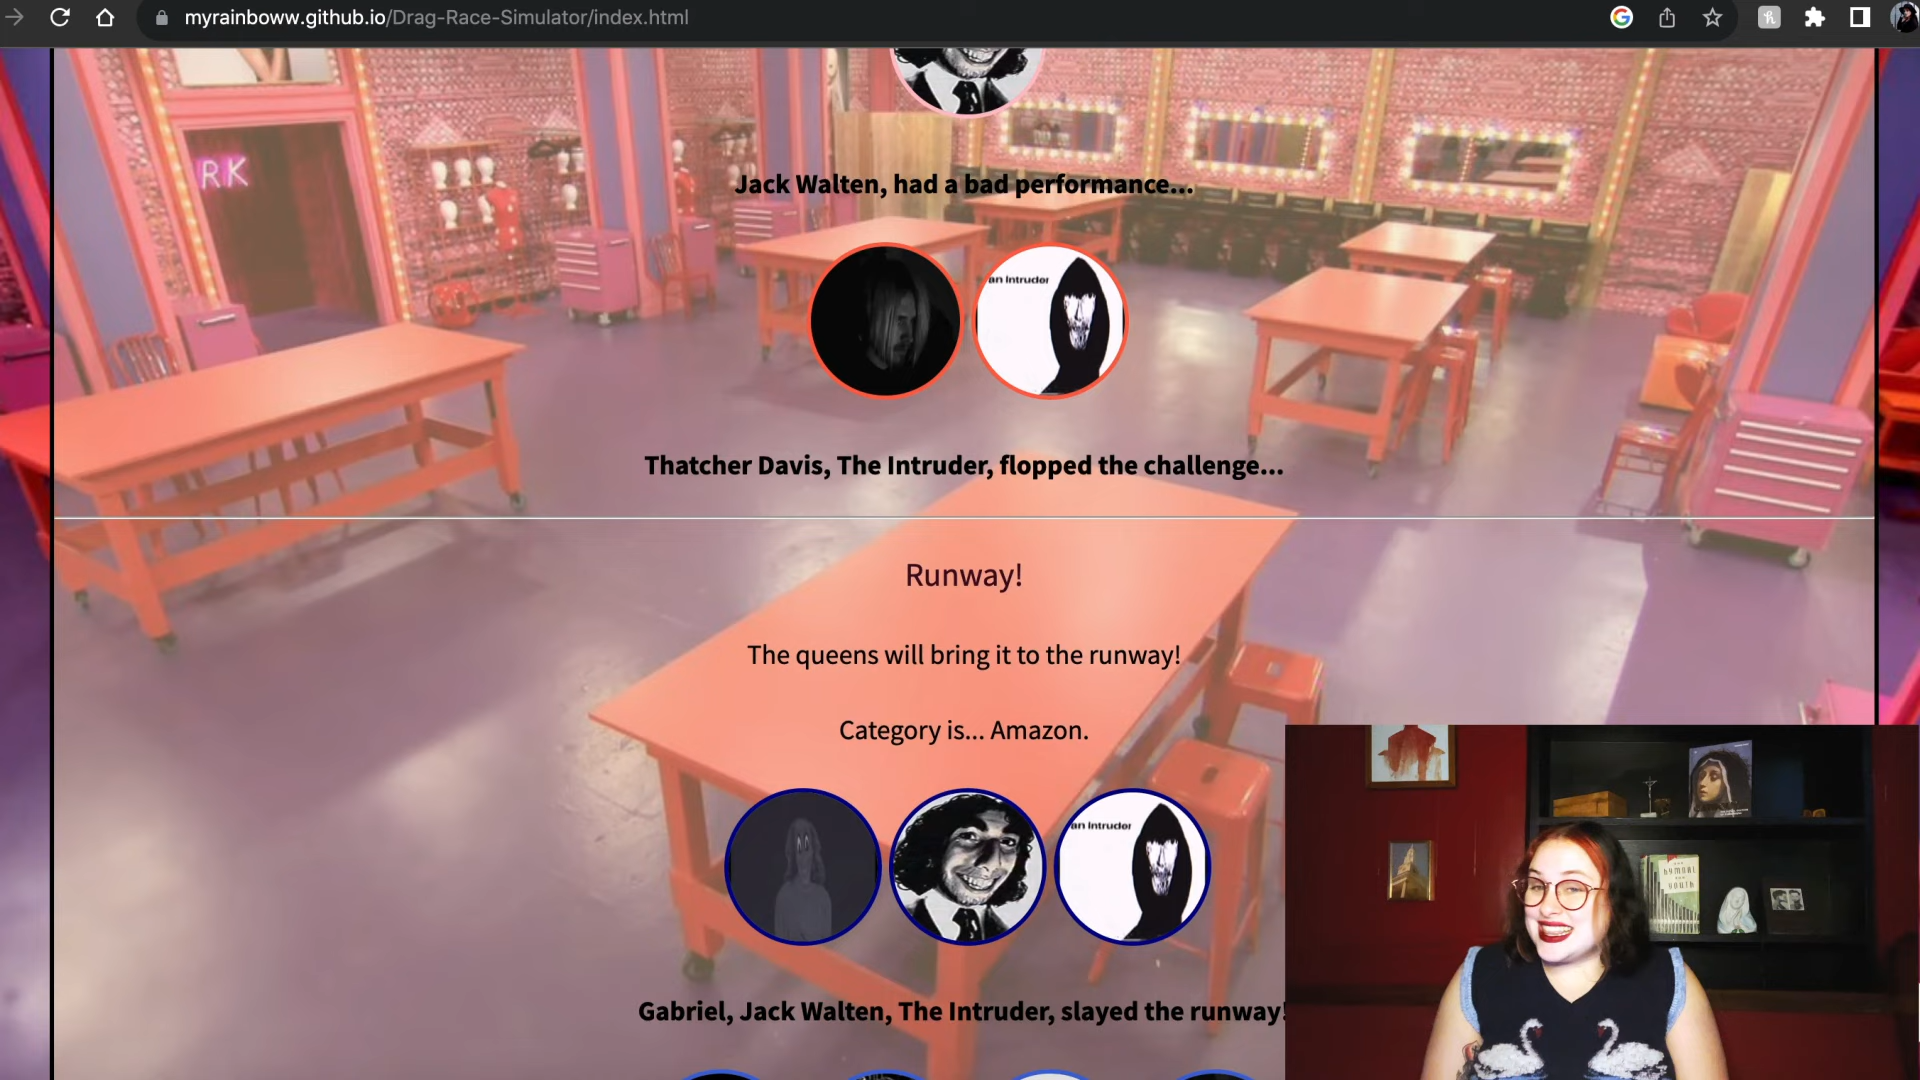 myrainboww.github.io/Drag-Race-Simulator/index.html
RK
Jack Walten, had a bad performance...
an intruder
Thatcher Davis, The Intruder, flopped the challenge...
Runway!
The queens will bring it to the runway!
Category is... Amazon.
an intruder
Gabriel, Jack Walten, The Intruder, slayed the runway!
HYMNAL
YOUTH